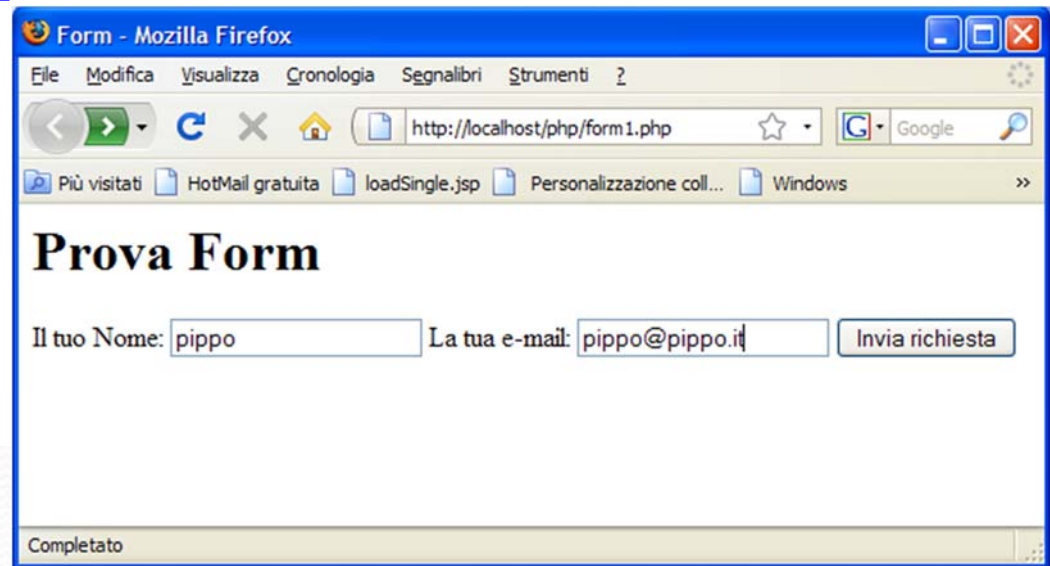 Form - Mozilla Firefox
File Modifica Visualizza Cronologia Segnalibri Strumenti ?
http://localhost/php/form1.php G Google
Più visitati HotMail gratuita loadSingle.jsp Personalizzazione coll... Windows »
Prova Form
Il tuo Nome: pippo La tua e-mail: pippo@pippo.it Invia richiesta
Completato